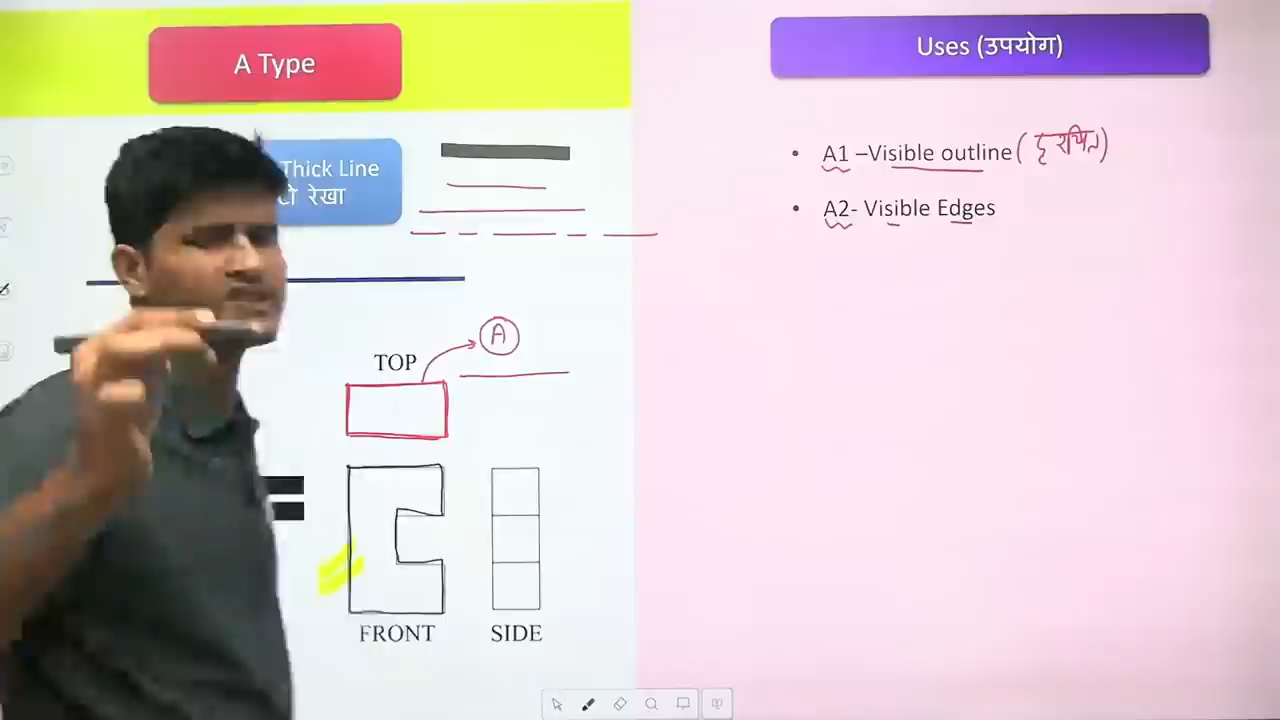 A Type
Thick Line
रेखा
TOP
A
FRONT
SIDE
Uses (उपयोग)
• A1 –Visible outline (
• A2- Visible Edges